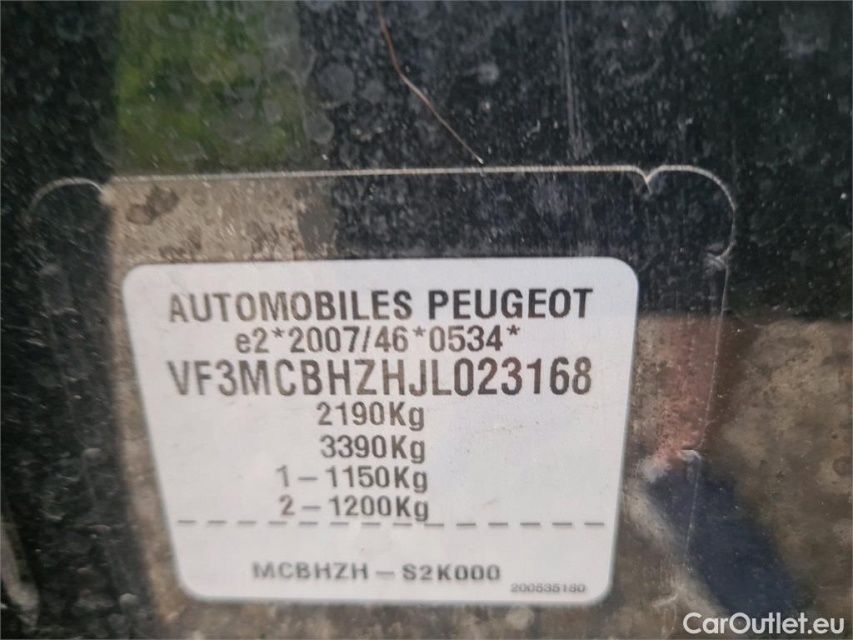 AUTOMOBILES PEUGEOT
e2*2007/46*0534*
VF3MCBHZHJL023168
2190Kg
3390Kg
1-1150Kg
2-1200Kg
MCBHZH - S2K000
200535180
CarOutlet.eu